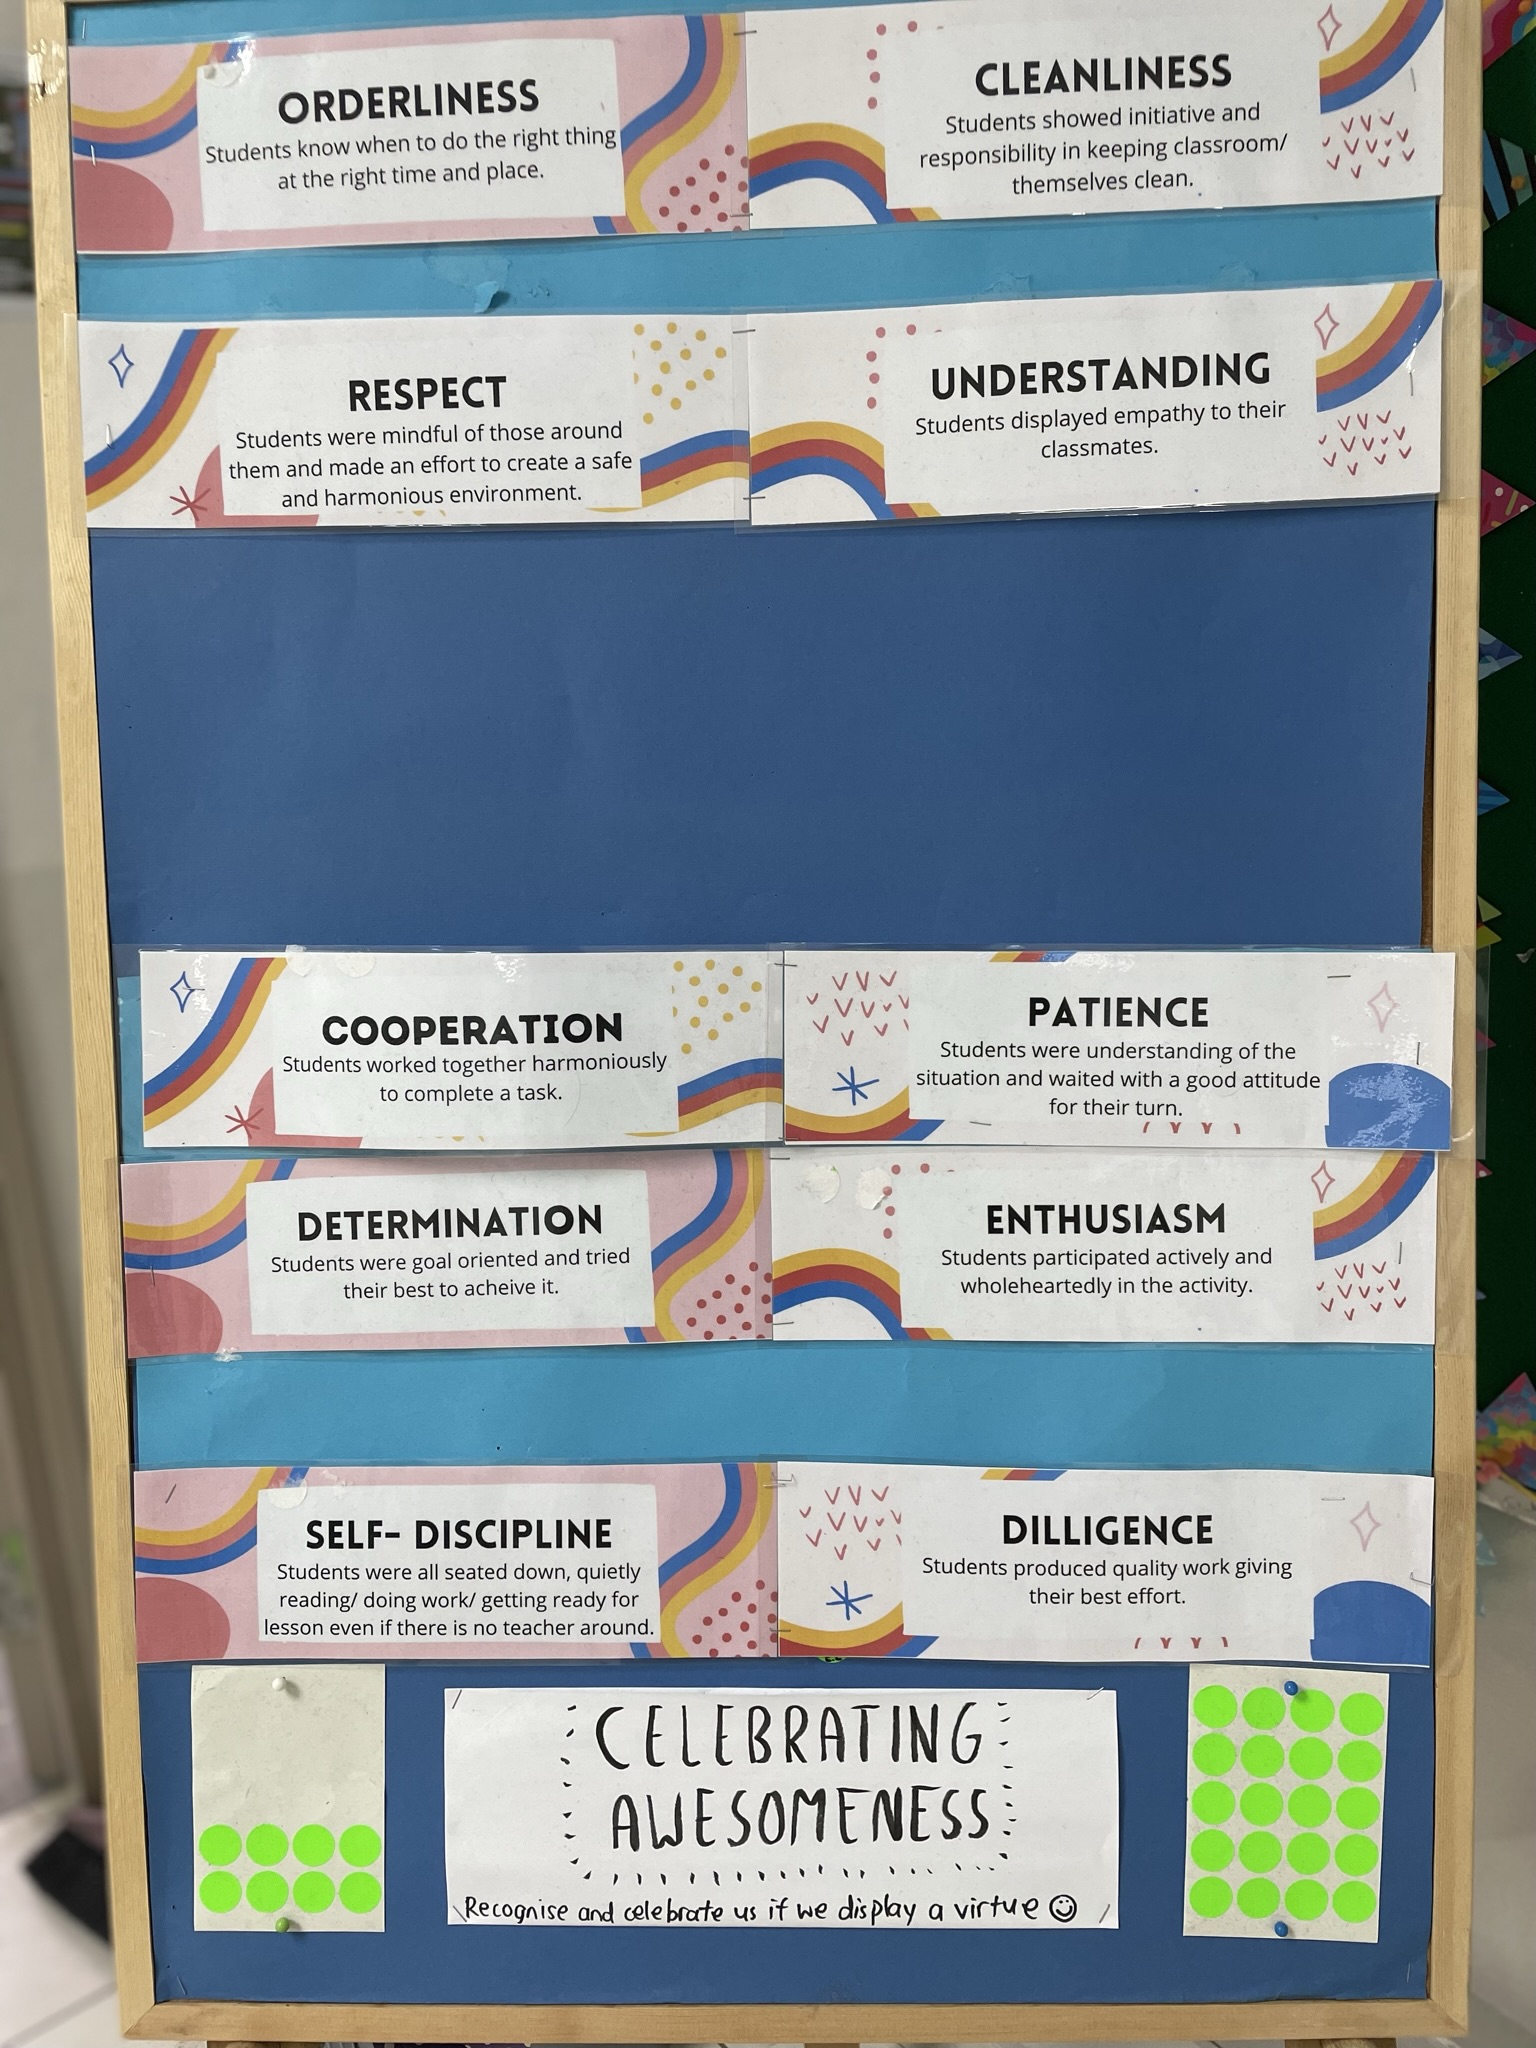 ORDERLINESS
Students know when to do the right thing
at the right time and place.
CLEANLINESS
Students showed initiative and
responsibility in keeping classroom/
themselves clean.
RESPECT
Students were mindful of those around
them and made an effort to create a safe
and harmonious environment.
UNDERSTANDING
Students displayed empathy to their
classmates.
COOPERATION
Students worked together harmoniously
to complete a task.
PATIENCE
Students were understanding of the
situation and waited with a good attitude
for their turn.
DETERMINATION
Students were goal oriented and tried
their best to acheive it.
ENTHUSIASM
Students participated actively and
wholeheartedly in the activity.
SELF- DISCIPLINE
Students were all seated down, quietly
reading/ doing work/ getting ready for
lesson even if there is no teacher around.
DILLIGENCE
Students produced quality work giving
their best effort.
CELEBRATING
AWESOMENESS
Recognise and celebrate us if we display a virtue ☺